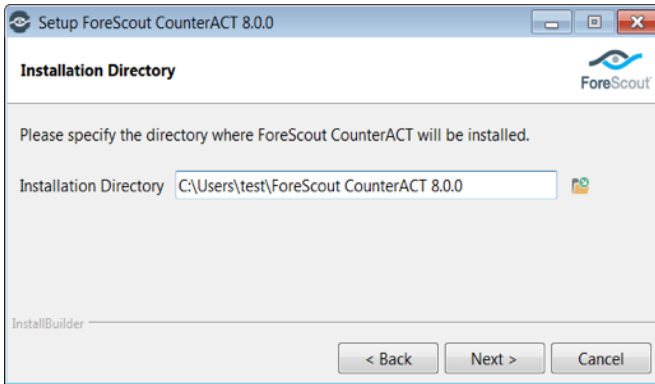 Setup ForeScout CounterACT 8.0.0
Installation Directory
ForeScout
Please specify the directory where ForeScout CounterACT will be installed.
Installation Directory C:\Users\test\ForeScout CounterACT 8.0.0
InstallBuilder
< Back Next > Cancel